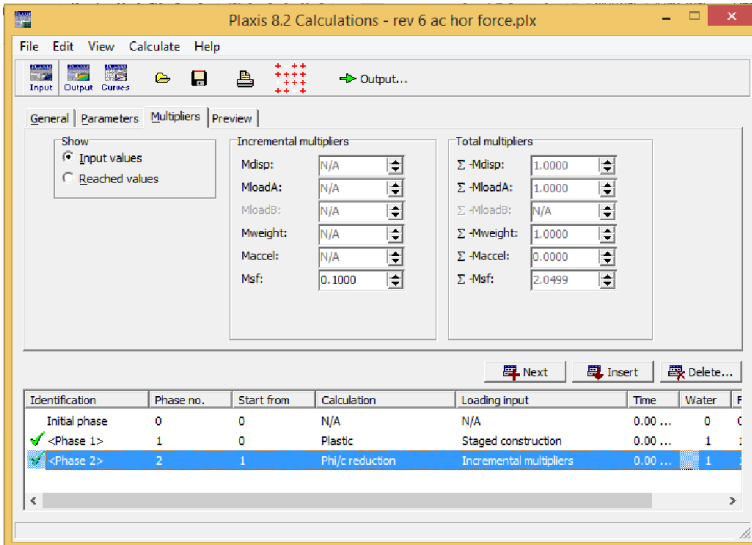 Plaxis 8.2 Calculations - rev 6 ac hor force.plx
File Edit View Calculate Help
Input Output Curves Output...
General Parameters Multipliers Preview
Show
Input values
Reached values
Incremental multipliers
Mdisp: N/A
MloadA: N/A
MloadB: N/A
Mweight: N/A
Maccel: N/A
Msf: 0.1000
Total multipliers
Σ -Mdisp: 1.0000
Σ -MloadA: 1.0000
Σ -MloadB: N/A
Σ -Mweight: 1.0000
Σ -Maccel: 0.0000
Σ -Msf: 2.0499
Next Insert Delete...
Identification Phase no. Start from Calculation Loading input Time Water F
Initial phase 0 0 N/A N/A 0.00 ... 0
<Phase 1> 1 0 Plastic Staged construction 0.00 ... 1
<Phase 2> 2 1 Phi/c reduction Incremental multipliers 0.00 ... 1